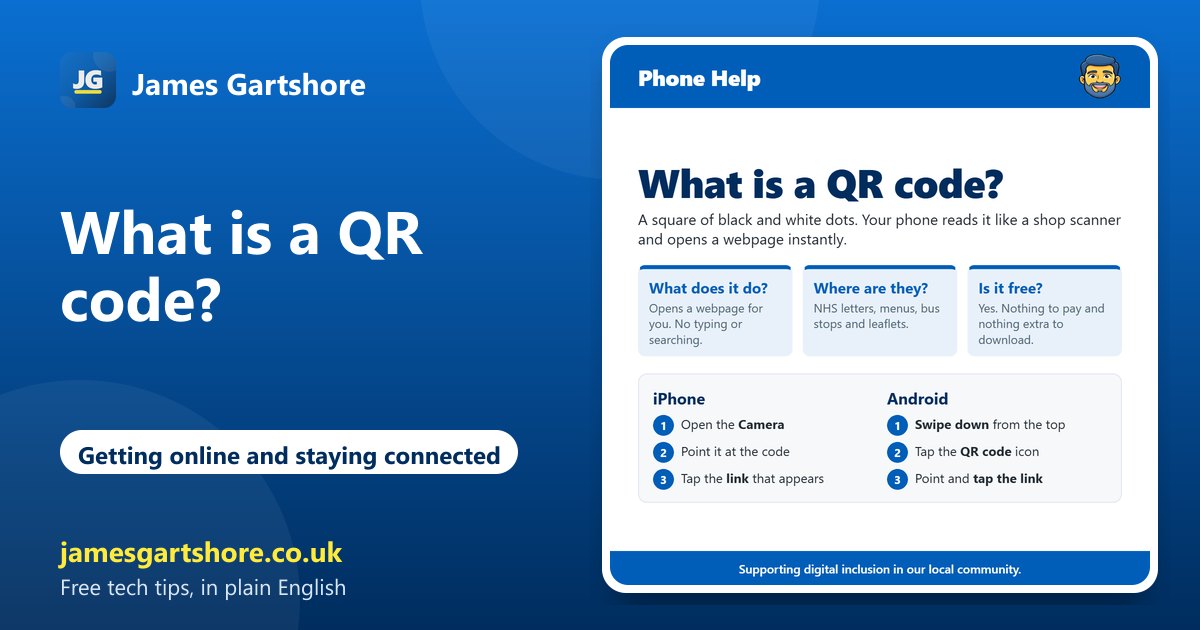 JG
James Gartshore
What is a QR
code?
Getting online and staying connected
jamesgartshore.co.uk
Free tech tips, in plain English
Phone Help
What is a QR code?
A square of black and white dots. Your phone reads it like a shop scanner
and opens a webpage instantly.
What does it do?
Opens a webpage for
you. No typing or
searching.
Where are they?
NHS letters, menus, bus
stops and leaflets.
Is it free?
Yes. Nothing to pay and
nothing extra to
download.
iPhone
1 Open the Camera
2 Point it at the code
3 Tap the link that appears
Android
1 Swipe down from the top
2 Tap the QR code icon
3 Point and tap the link
Supporting digital inclusion in our local community.